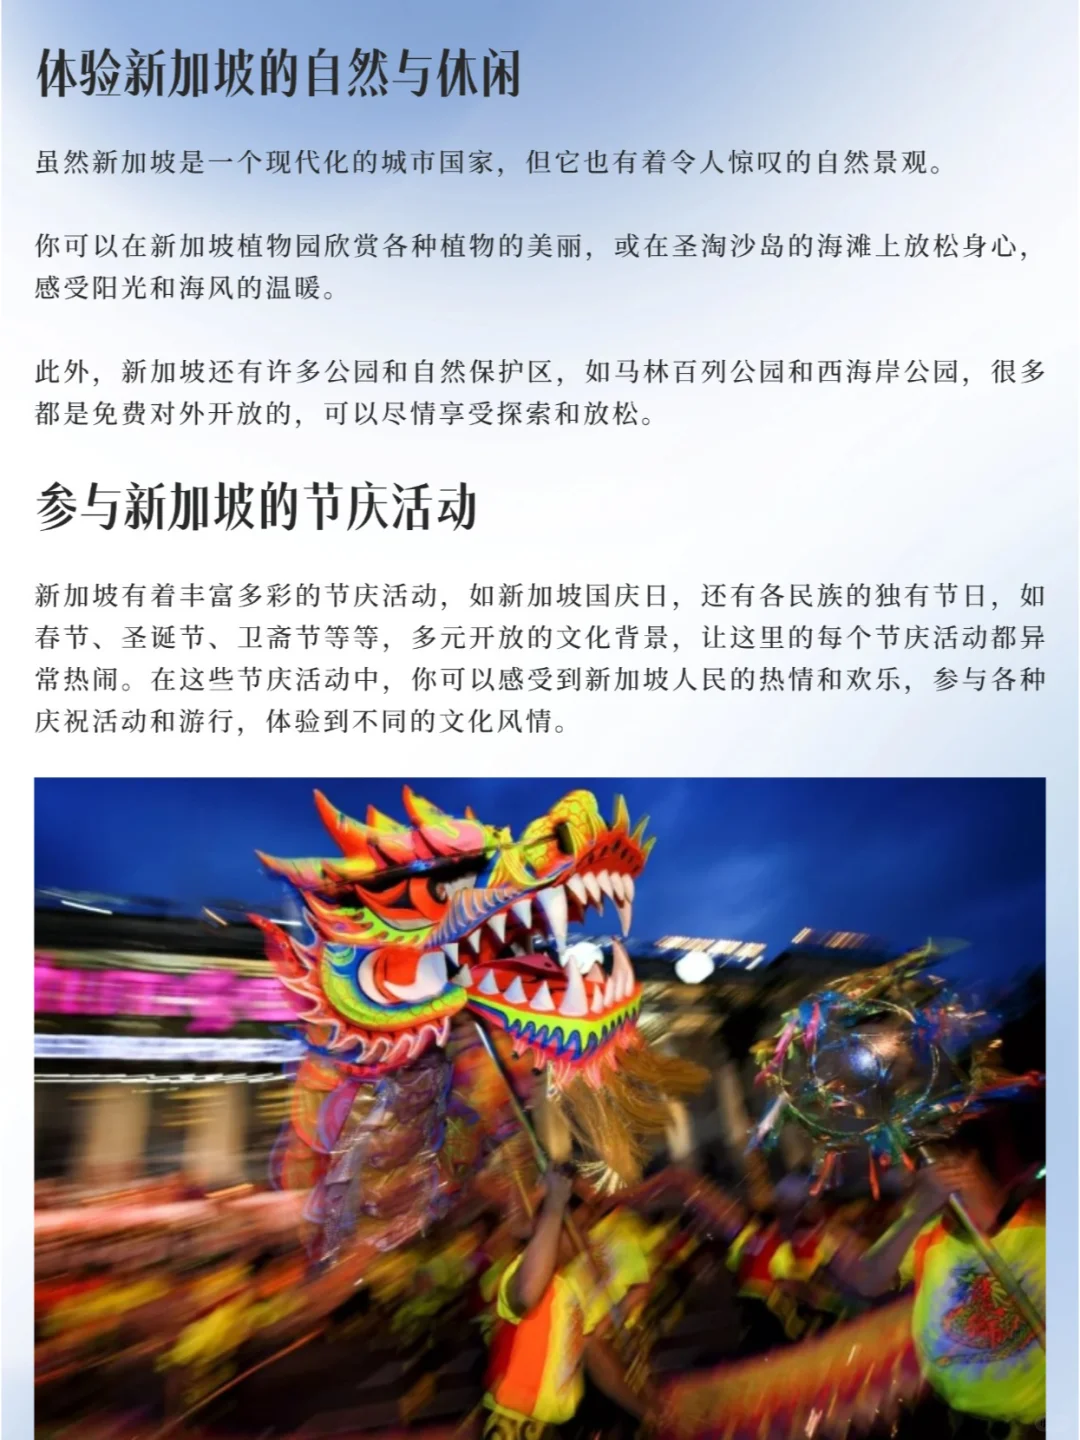 体验新加坡的自然与休闲
虽然新加坡是一个现代化的城市国家，但它也有着令人惊叹的自然景观。
你可以在新加坡植物园欣赏各种植物的美丽，或在圣淘沙岛的海滩上放松身心，
感受阳光和海风的温暖。
此外，新加坡还有许多公园和自然保护区，如马林百列公园和西海岸公园，很多
都是免费对外开放的，可以尽情享受探索和放松。
参与新加坡的节庆活动
新加坡有着丰富多彩的节庆活动，如新加坡国庆日，还有各民族的独有节日，如
春节、圣诞节、卫斋节等等，多元开放的文化背景，让这里的每个节庆活动都异
常热闹。在这些节庆活动中，你可以感受到新加坡人民的热情和欢乐，参与各种
庆祝活动和游行，体验到不同的文化风情。